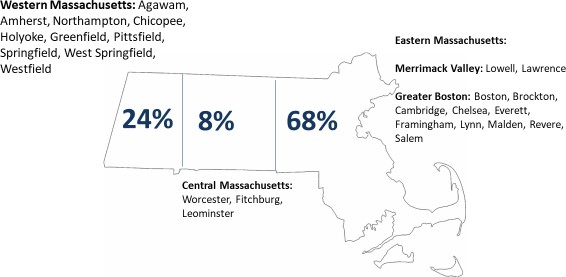 Western Massachusetts: Agawam,
Amherst, Northampton, Chicopee,
Holyoke, Greenfield, Pittsfield,
Springfield, West Springfield,
Westfield
Eastern Massachusetts:
Merrimack Valley: Lowell, Lawrence
Greater Boston: Boston, Brockton,
Cambridge, Chelsea, Everett,
Framingham, Lynn, Malden, Revere,
Salem
24%
8%
68%
Central Massachusetts:
Worcester, Fitchburg,
Leominster